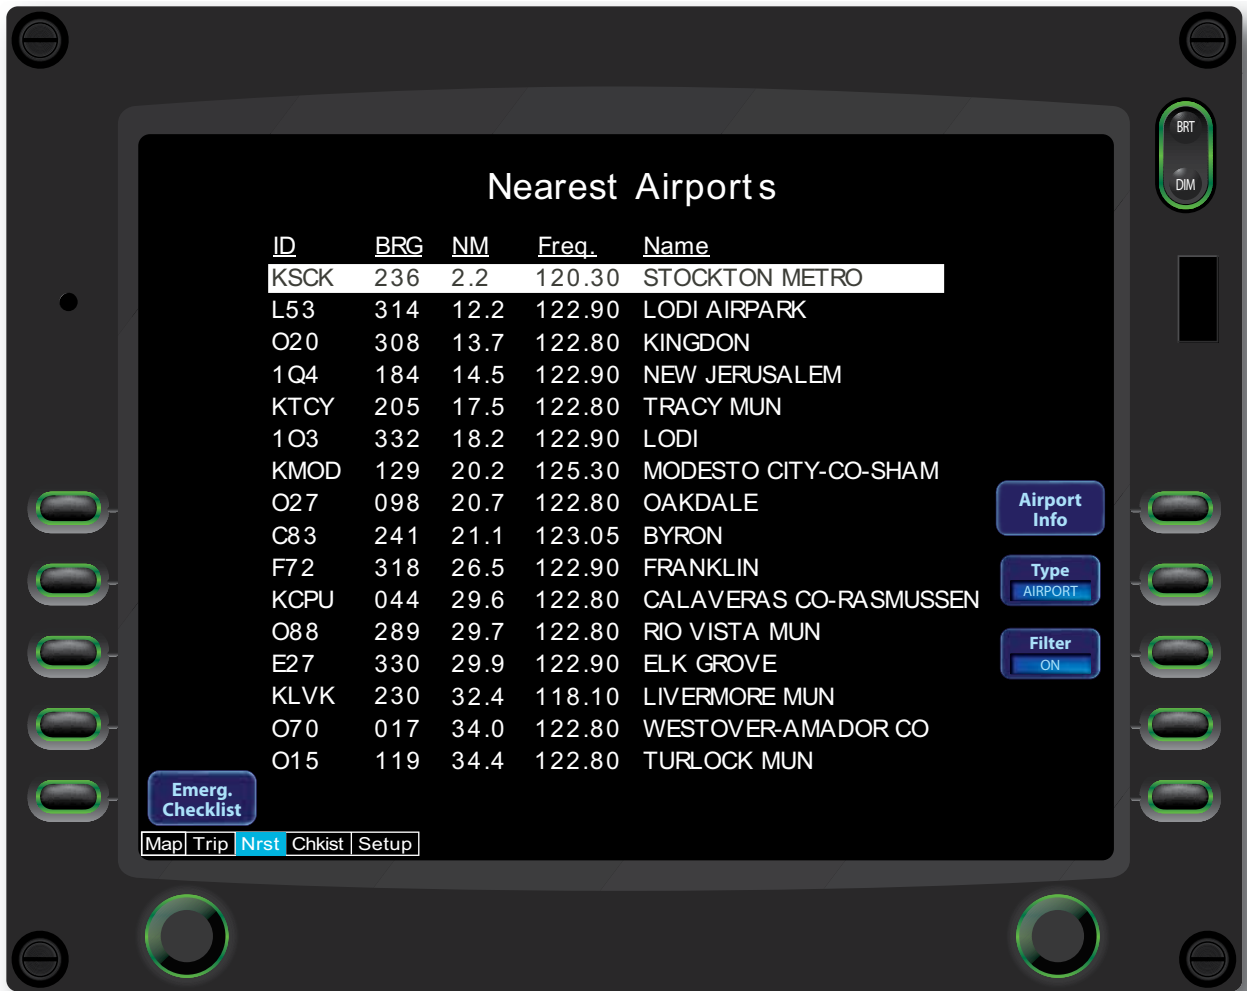 BRT
DIM
Nearest Airports
ID BRG NM Freq. Name
KSCK 236 2.2 120.30 STOCKTON METRO
L53 314 12.2 122.90 LODI AIRPARK
O20 308 13.7 122.80 KINGDON
1Q4 184 14.5 122.90 NEW JERUSALEM
KTCY 205 17.5 122.80 TRACY MUN
1O3 332 18.2 122.90 LODI
KMOD 129 20.2 125.30 MODESTO CITY-CO-SHAM
O27 098 20.7 122.80 OAKDALE
C83 241 21.1 123.05 BYRON
F72 318 26.5 122.90 FRANKLIN
KCPU 044 29.6 122.80 CALAVERAS CO-RASMUSSEN
O88 289 29.7 122.80 RIO VISTA MUN
E27 330 29.9 122.90 ELK GROVE
KLVK 230 32.4 118.10 LIVERMORE MUN
O70 017 34.0 122.80 WESTOVER-AMADOR CO
O15 119 34.4 122.80 TURLOCK MUN
Airport
Info
Type
AIRPORT
Filter
ON
Emerg.
Checklist
Map Trip Nrst Chkist Setup